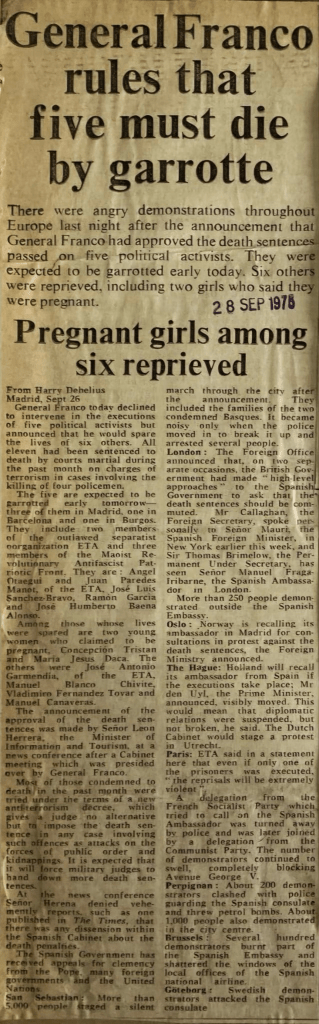 General Franco
rules that
five must die
by garrotte
There were angry demonstrations throughout
Europe last night after the announcement that
General Franco had approved the death sentences
passed on five political activists. They were
expected to be garrotted early today. Six others
were reprieved, including two girls who said they
were pregnant.
28 SEP 1975
Pregnant girls among
six reprieved
From Harry Debelius
Madrid, Sept 26
General Franco today declined
to intervene in the executions
of five political activists but
announced that he would spare
the lives of six others. All
eleven had been sentenced to
death by courts martial during
the past month on charges of
terrorism in cases involving the
killing of four policemen.
The five are expected to be
garrotted early tomorrow—
three of them in Madrid, one in
Barcelona and one in Burgos.
They include two members
of the outlawed separatist
organization ETA and three
members of the Maoist Re-
volutionary Antifascist Pat-
riotic Front. They are: Angel
Otaegui and Juan Paredes
Manot, of the ETA, José Luis
Sanchez-Bravo, Ramón Garcia
and José Humberto Baena
Alonso.
Among those whose lives
were spared are two young
women who claimed to be
pregnant, Concepción Tristan
and Maria Jesus Dasca. The
others were José Antonio
Garmendia, of the ETA,
Manuel Blanco Chivite,
Vladimiro Fernandez Tovar and
Manuel Canaveras.
The announcement of the
approval of the death sen-
tences was made by Señor Leon
Herrera, the Minister of
Information and Tourism, at a
news conference after a Cabinet
meeting which was presided
over by General Franco.
Most of those condemned to
death in the past month were
tried under the terms of a new
antiterrorism decree, which
gives a judge no alternative
but to impose the death sen-
tence in any case involving
such offences as attacks on the
forces of public order and
kidnappings. It is expected that
it will force military judges to
hand down more death sen-
tences.
At the news conference
Señor Herrera denied vehe-
mently reports, such as one
published in The Times, that
there was any dissension within
the Spanish Cabinet about the
death penalties.
The Spanish Government has
received appeals for clemency
from the Pope, many foreign
governments and the United
Nations.
San Sebastian: More than
5,000 people staged a silent
march through the city after
the announcement. They
included the families of the two
condemned Basques. It became
noisy only when the police
moved in to break it up and
arrested several people.
London: The Foreign Office
announced that, on two sep-
arate occasions, the British Gov-
ernment had made "high-level
approaches" to the Spanish
Government to ask that the
death sentences should be com-
muted. Mr Callaghan, the
Foreign Secretary, spoke per-
sonally to Señor Mauri, the
Spanish Foreign Minister, in
New York earlier this week, and
Sir Thomas Brimelow, the Per-
manent Under Secretary, has
seen Señor Manuel Fraga-
Iribarne, the Spanish Ambassa-
dor in London.
More than 250 people demon-
strated outside the Spanish
Embassy.
Oslo: Norway is recalling its
ambassador in Madrid for con-
sultations in protest against the
death sentences, the Foreign
Ministry announced.
The Hague: Holland will recall
its ambassador from Spain if
the executions take place; Mr
den Uyl, the Prime Minister,
announced, visibly moved. This
would mean that diplomatic
relations were suspended, but
not broken, he said. The Dutch
Cabinet would stage a protest
in Utrecht.
Paris: ETA said in a statement
here that even if only one of
the prisoners was executed,
"the reprisals will be extremely
violent".
A delegation from the
French Socialist Party which
tried to call on the Spanish
Ambassador was turned away
by police and was later joined
by a delegation from the
Communist Party. The number
of demonstrators continued to
swell, completely blocking
Avenue George V.
Perpignan: About 200 demon-
strators clashed with police
guarding the Spanish consulate
and threw petrol bombs. About
1,000 people also demonstrated
in the city centre.
Brussels: Several hundred
demonstrators burnt part of
the Spanish Embassy and
shattered the windows of the
local offices of the Spanish
national airline.
Göteborg: Swedish demon-
strators attacked the Spanish
consulate